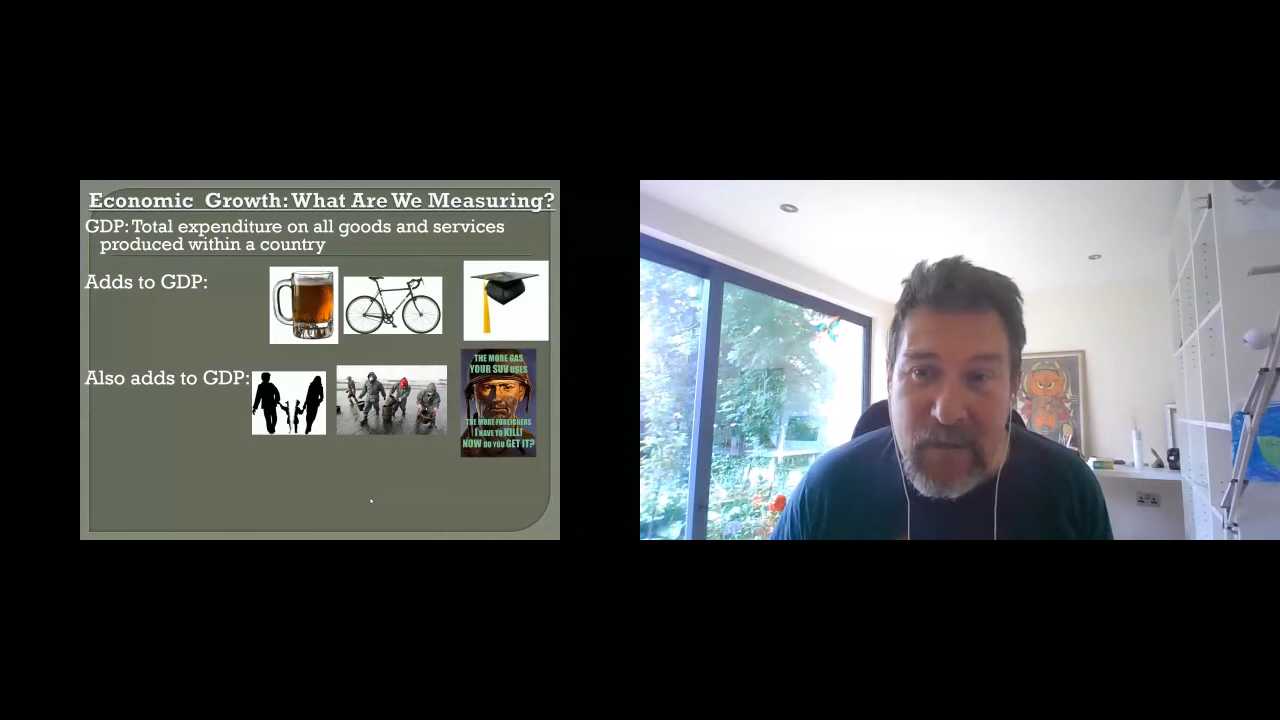 Economic Growth: What Are We Measuring?
GDP: Total expenditure on all goods and services
produced within a country
Adds to GDP:
Also adds to GDP:
THE MORE GAS
YOUR SUV USES
THE MORE FOREIGNERS
I HAVE TO KILL!
NOW DO YOU GET IT?